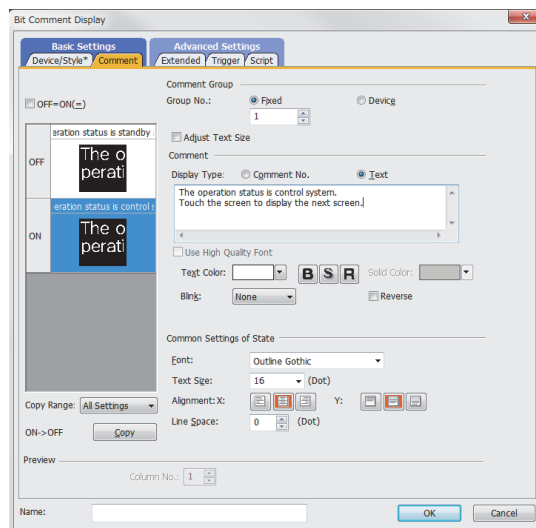 Bit Comment Display
Basic Settings
Advanced Settings
Device/Style* Comment Extended Trigger Script
OFF=ON(=)
eration status is standby
OFF
The o
perati
eration status is control s
ON
The o
perati
Copy Range: All Settings
ON->OFF Copy
Comment Group
Group No.: Fixed Device
1
Adjust Text Size
Comment
Display Type: Comment No. Text
The operation status is control system.
Touch the screen to display the next screen.
Use High Quality Font
Text Color: B S R Solid Color:
Blink: None Reverse
Common Settings of State
Font: Outline Gothic
Text Size: 16 (Dot)
Alignment: X: Y:
Line Space: 0 (Dot)
Preview
Column No.: 1
Name:
OK Cancel